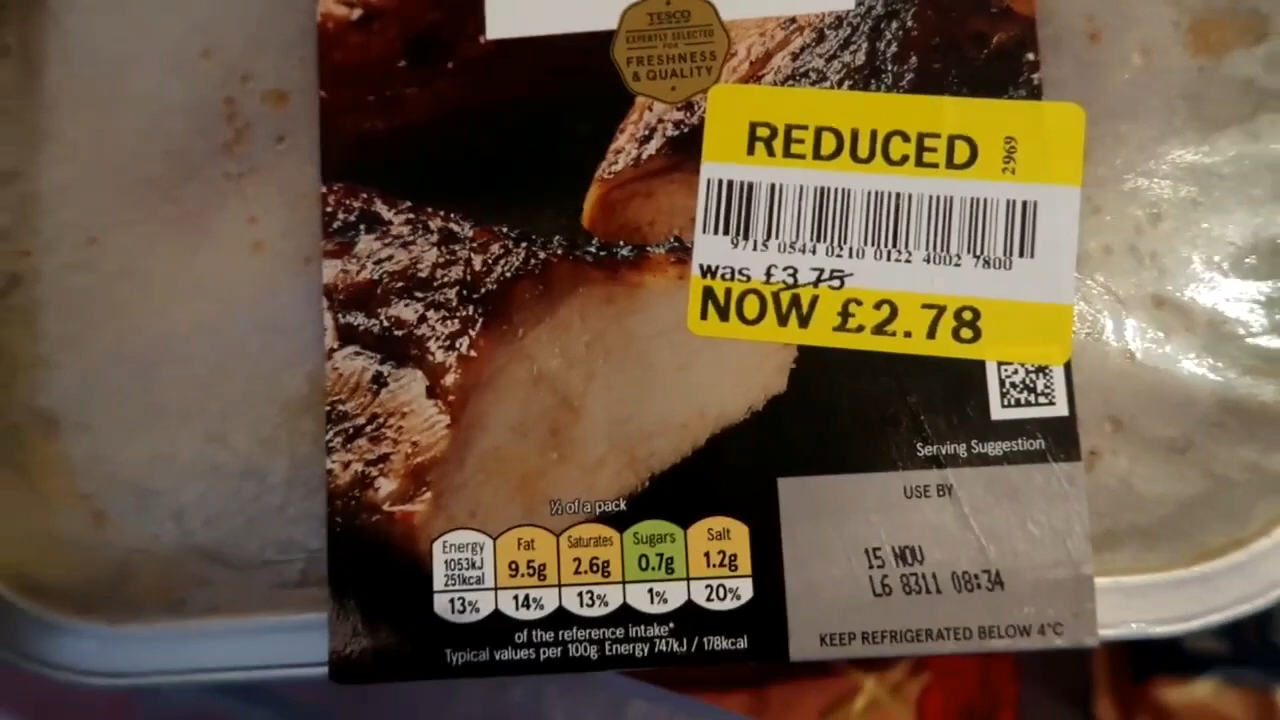 TESCO
EXPERTLY SELECTED
FOR
FRESHNESS
& QUALITY
REDUCED
2969
9715 0544 0210 0122 4002 7800
was £3.75
NOW £2.78
Serving Suggestion
USE BY
15 NOV
L6 8311 08:34
KEEP REFRIGERATED BELOW 4°C
½ of a pack
Energy 1053kJ 251kcal 13%
Fat 9.5g 14%
Saturates 2.6g 13%
Sugars 0.7g 1%
Salt 1.2g 20%
of the reference intake*
Typical values per 100g: Energy 747kJ / 178kcal